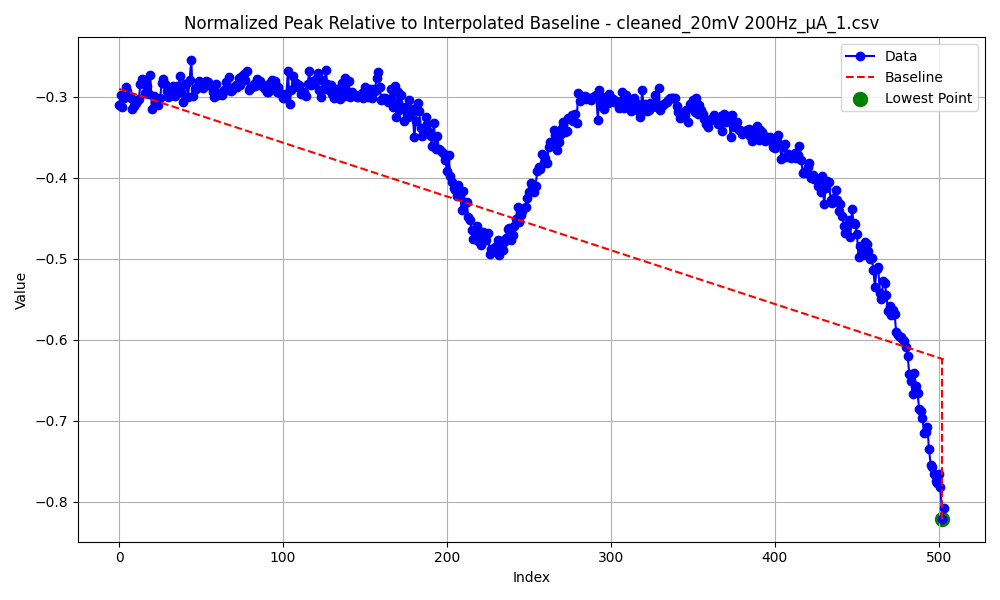 Normalized Peak Relative to Interpolated Baseline - cleaned_20mV 200Hz_μA_1.csv
Data
Baseline
Lowest Point
−0.3
−0.4
−0.5
−0.6
−0.7
−0.8
Value
0 100 200 300 400 500
Index